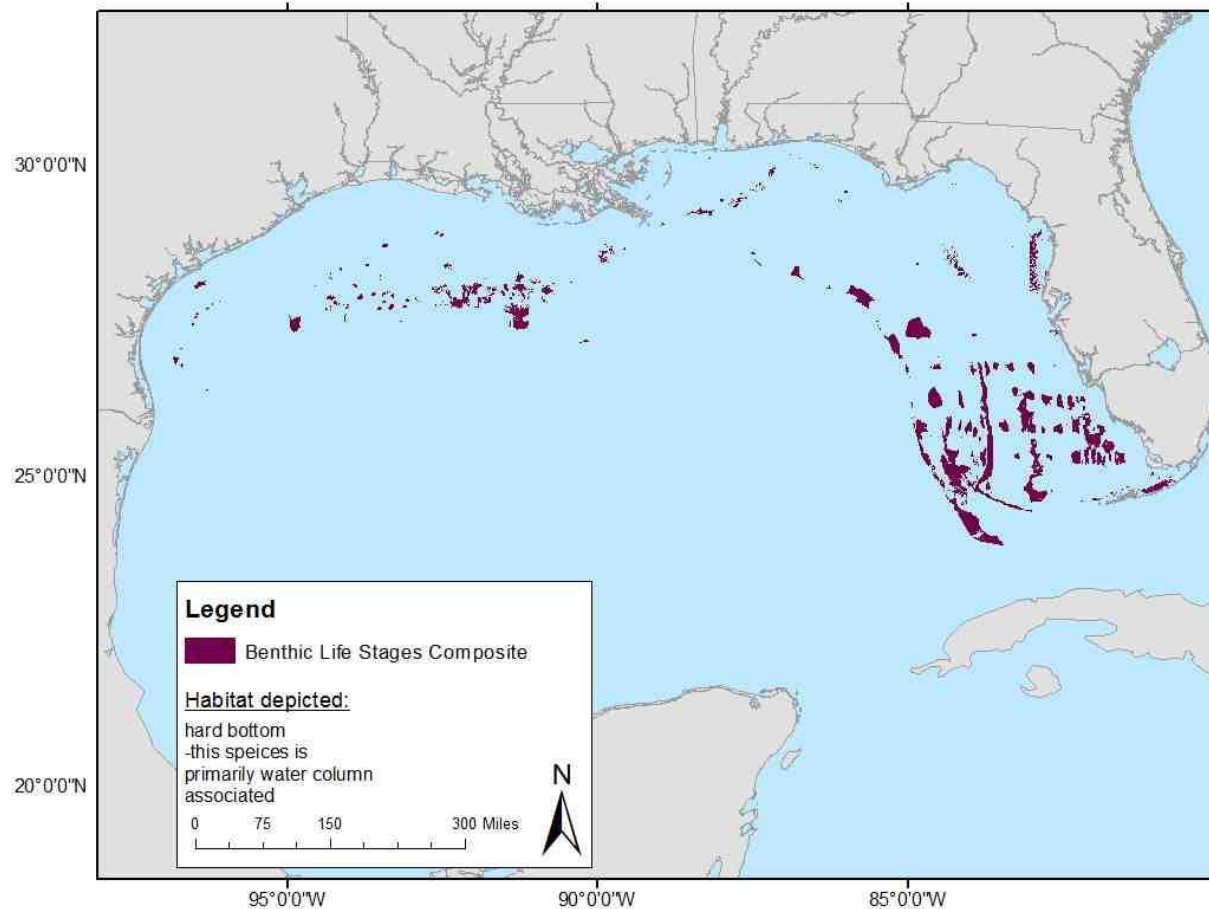 30°0'0"N
25°0'0"N
20°0'0"N
Legend
Benthic Life Stages Composite
Habitat depicted:
hard bottom
-this speices is
primarily water column
associated
N
0 75 150 300 Miles
95°0'0"W 90°0'0"W 85°0'0"W